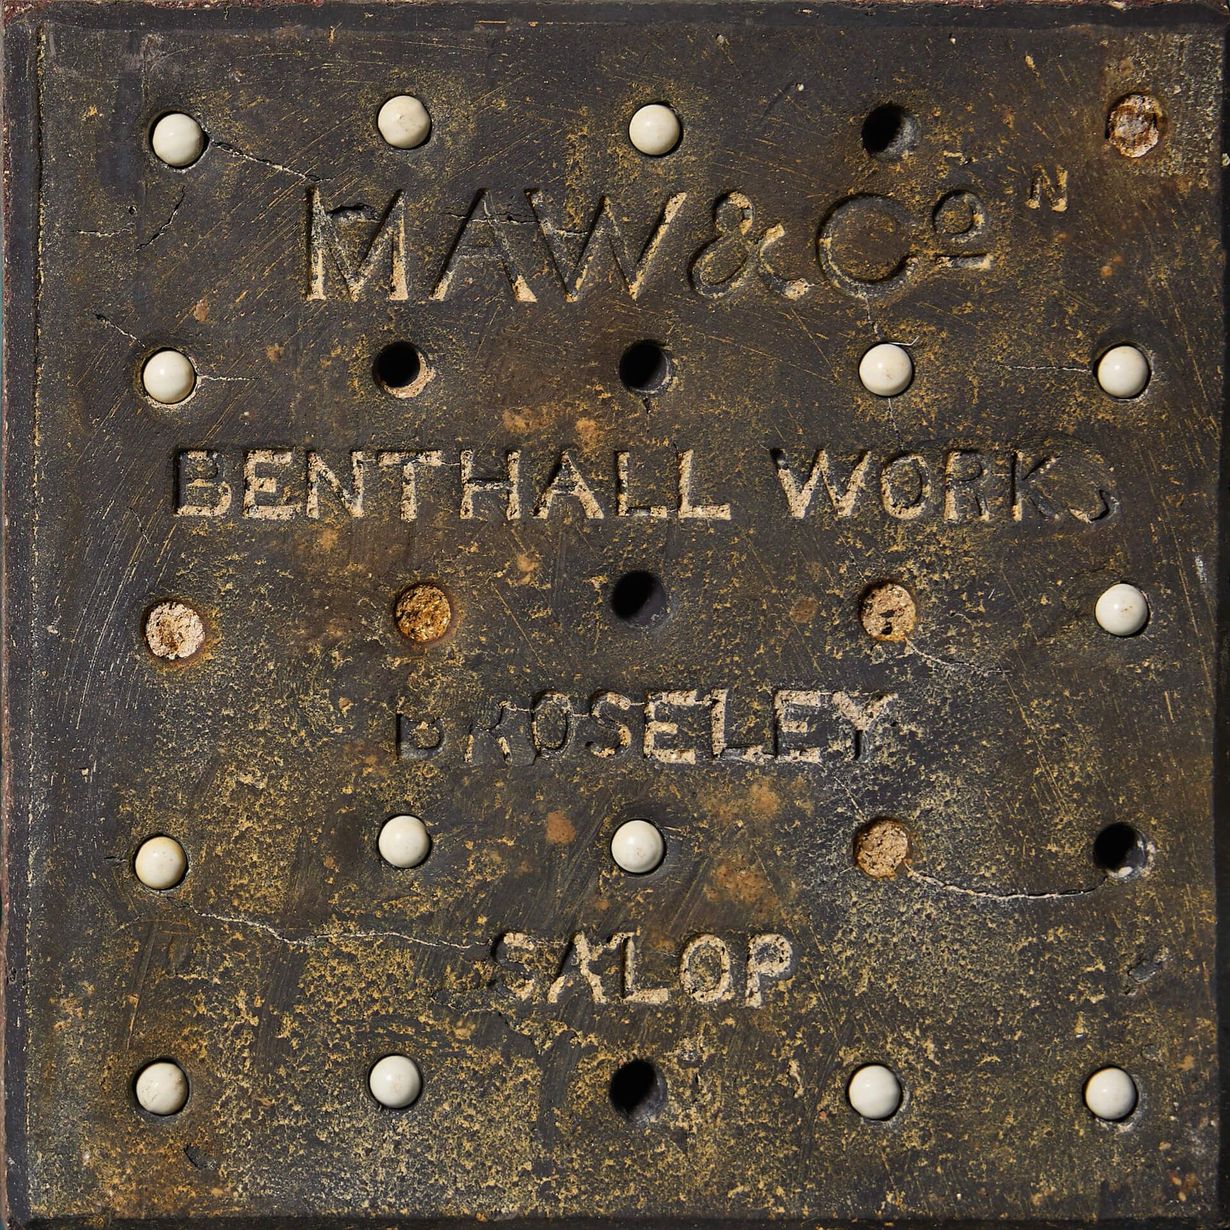 MAW & Cº N
BENTHALL WORKS
BROSELEY
SALOP